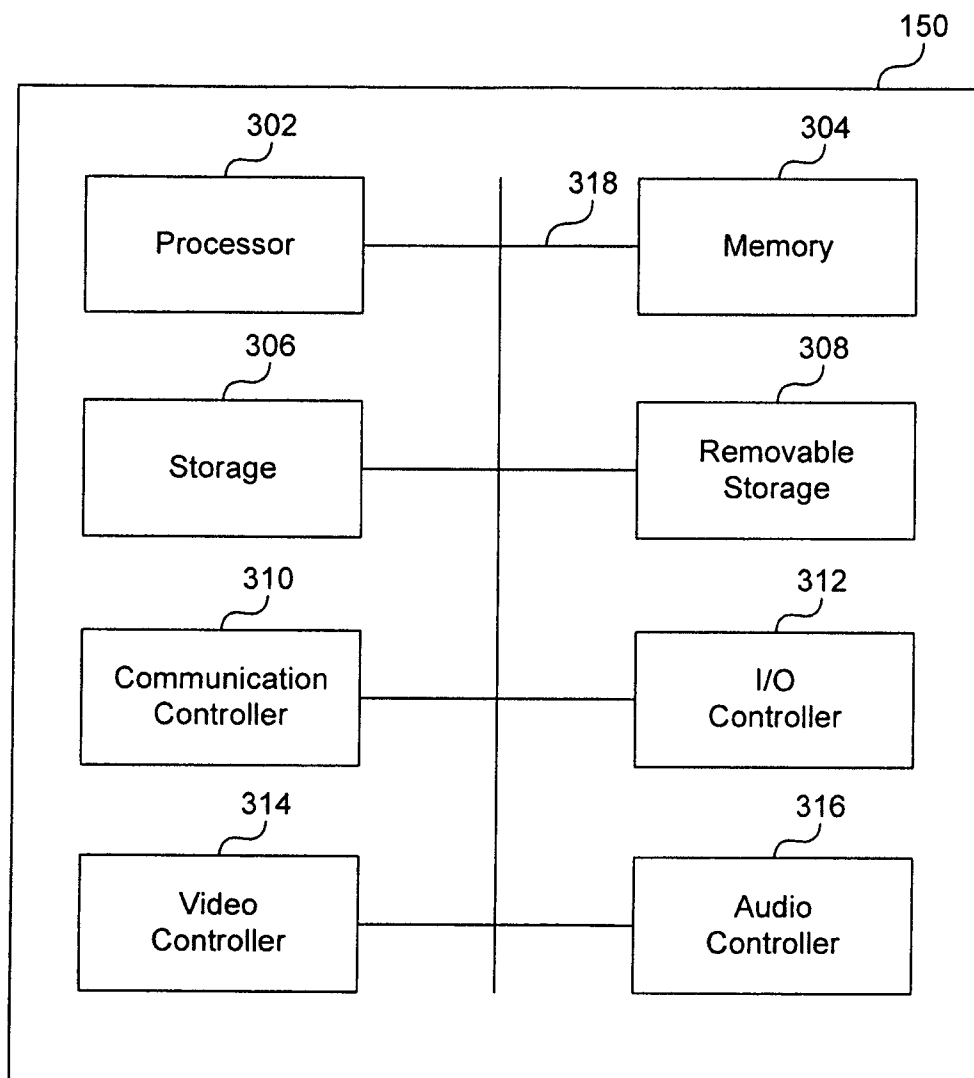 150
302
304
318
Processor
Memory
306
308
Storage
Removable
Storage
310
312
Communication
Controller
I/O
Controller
314
316
Video
Controller
Audio
Controller